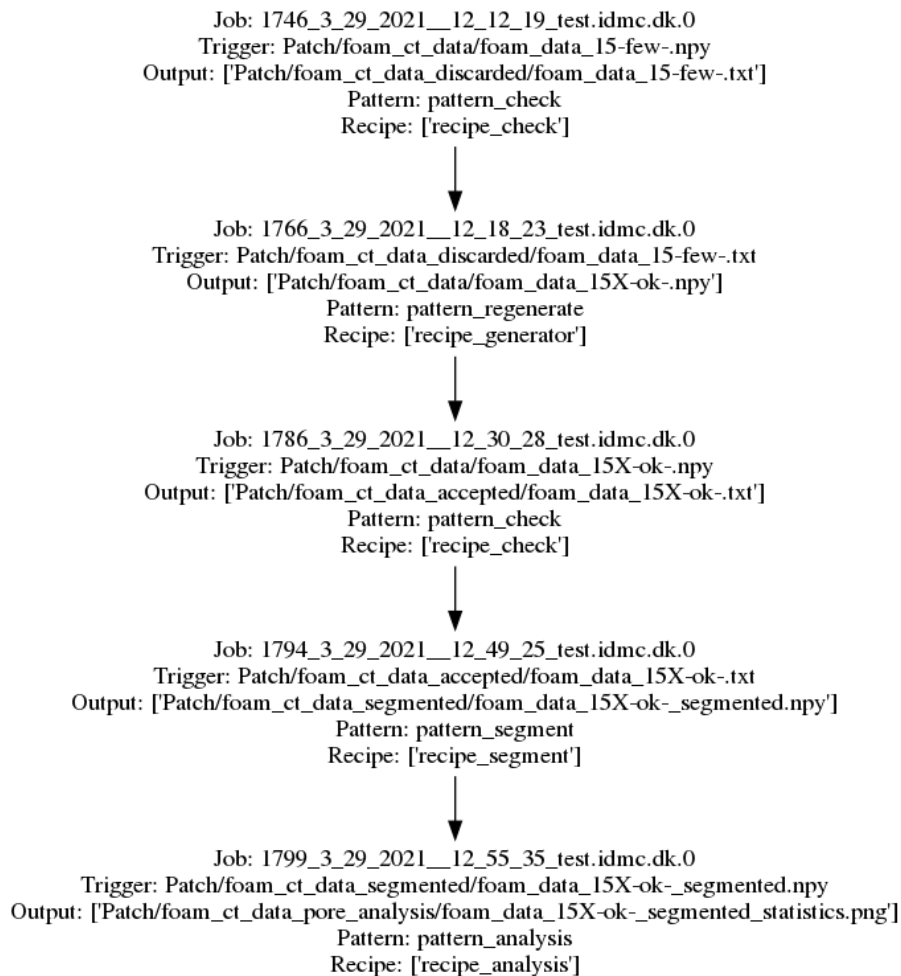 Job: 1746_3_29_2021__12_12_19_test.idmc.dk.0
Trigger: Patch/foam_ct_data/foam_data_15-few-.npy
Output: ['Patch/foam_ct_data_discarded/foam_data_15-few-.txt']
Pattern: pattern_check
Recipe: ['recipe_check']
Job: 1766_3_29_2021__12_18_23_test.idmc.dk.0
Trigger: Patch/foam_ct_data_discarded/foam_data_15-few-.txt
Output: ['Patch/foam_ct_data/foam_data_15X-ok-.npy']
Pattern: pattern_regenerate
Recipe: ['recipe_generator']
Job: 1786_3_29_2021__12_30_28_test.idmc.dk.0
Trigger: Patch/foam_ct_data/foam_data_15X-ok-.npy
Output: ['Patch/foam_ct_data_accepted/foam_data_15X-ok-.txt']
Pattern: pattern_check
Recipe: ['recipe_check']
Job: 1794_3_29_2021__12_49_25_test.idmc.dk.0
Trigger: Patch/foam_ct_data_accepted/foam_data_15X-ok-.txt
Output: ['Patch/foam_ct_data_segmented/foam_data_15X-ok-_segmented.npy']
Pattern: pattern_segment
Recipe: ['recipe_segment']
Job: 1799_3_29_2021__12_55_35_test.idmc.dk.0
Trigger: Patch/foam_ct_data_segmented/foam_data_15X-ok-_segmented.npy
Output: ['Patch/foam_ct_data_pore_analysis/foam_data_15X-ok-_segmented_statistics.png']
Pattern: pattern_analysis
Recipe: ['recipe_analysis']